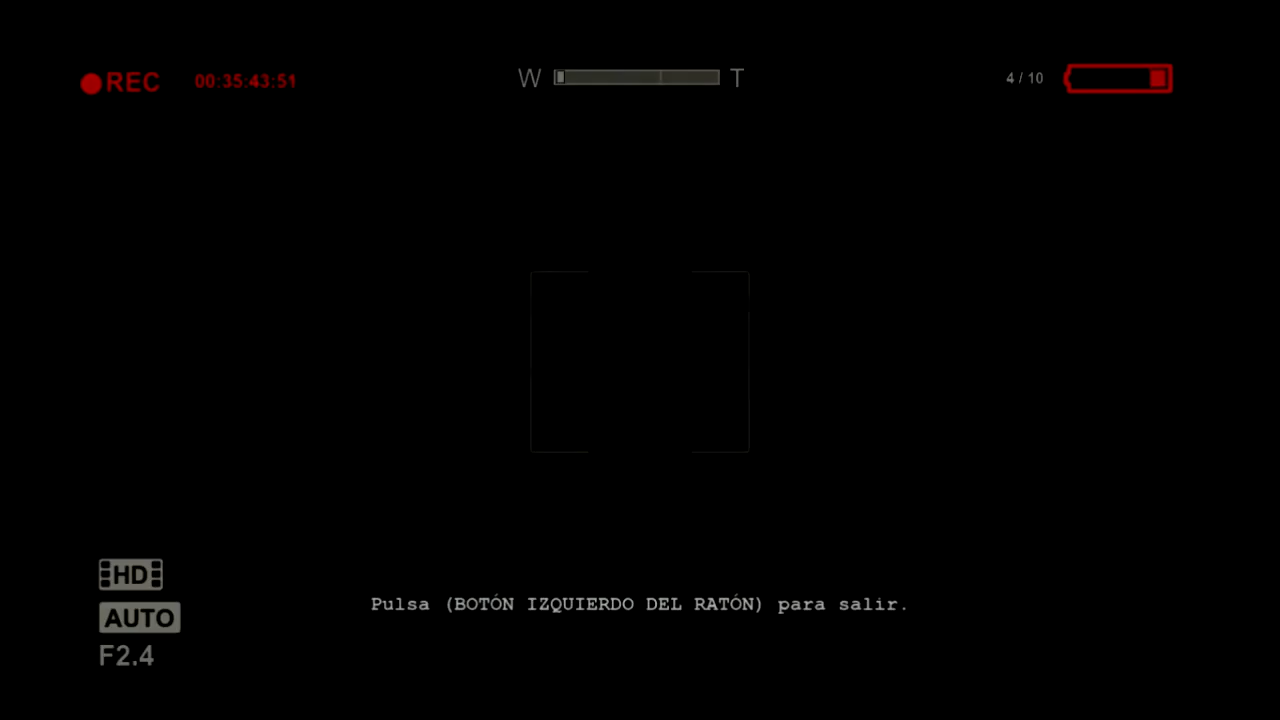 REC 00:35:43:51 W T 4 / 10
HD
AUTO
F2.4
Pulsa (BOTÓN IZQUIERDO DEL RATÓN) para salir.